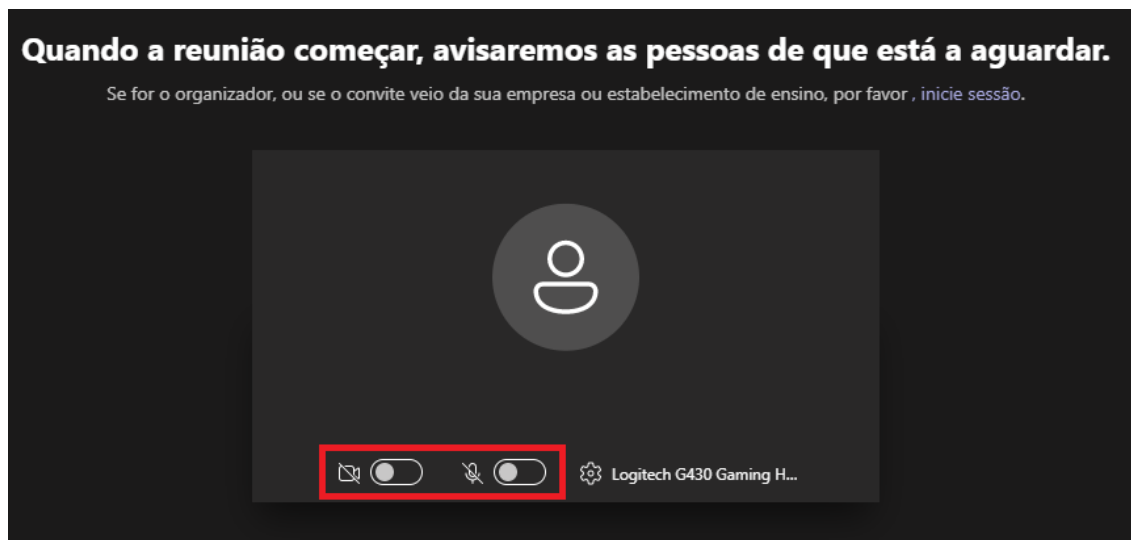 Quando a reunião começar, avisaremos as pessoas de que está a aguardar.
Se for o organizador, ou se o convite veio da sua empresa ou estabelecimento de ensino, por favor , inicie sessão.
Logitech G430 Gaming H...